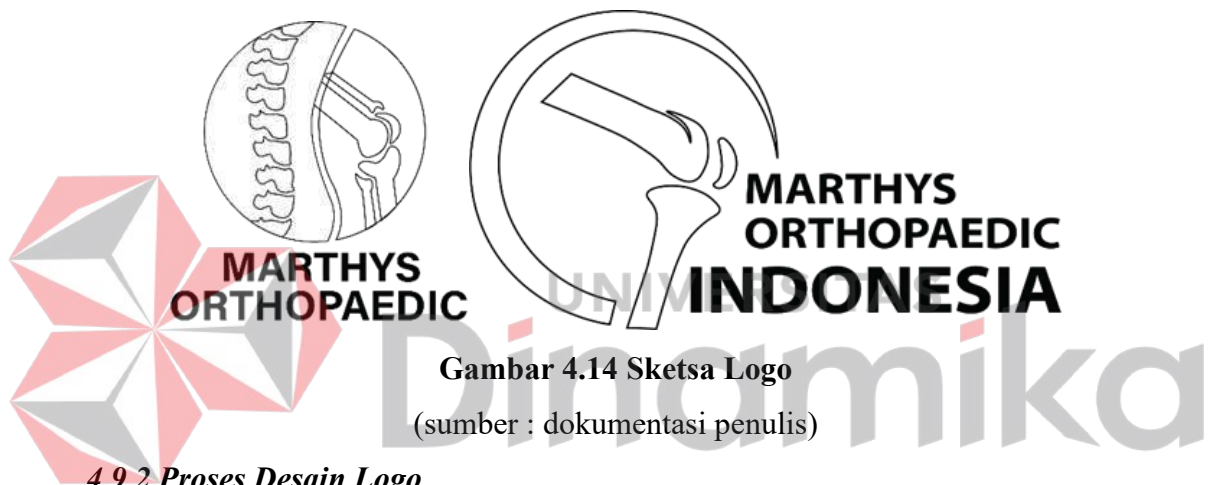 MARTHYS
ORTHOPAEDIC
MARTHYS
ORTHOPAEDIC
INDONESIA
UNIVERSITAS
Dinamika
Gambar 4.14 Sketsa Logo
(sumber : dokumentasi penulis)
4.9.2 Proses Desain Logo